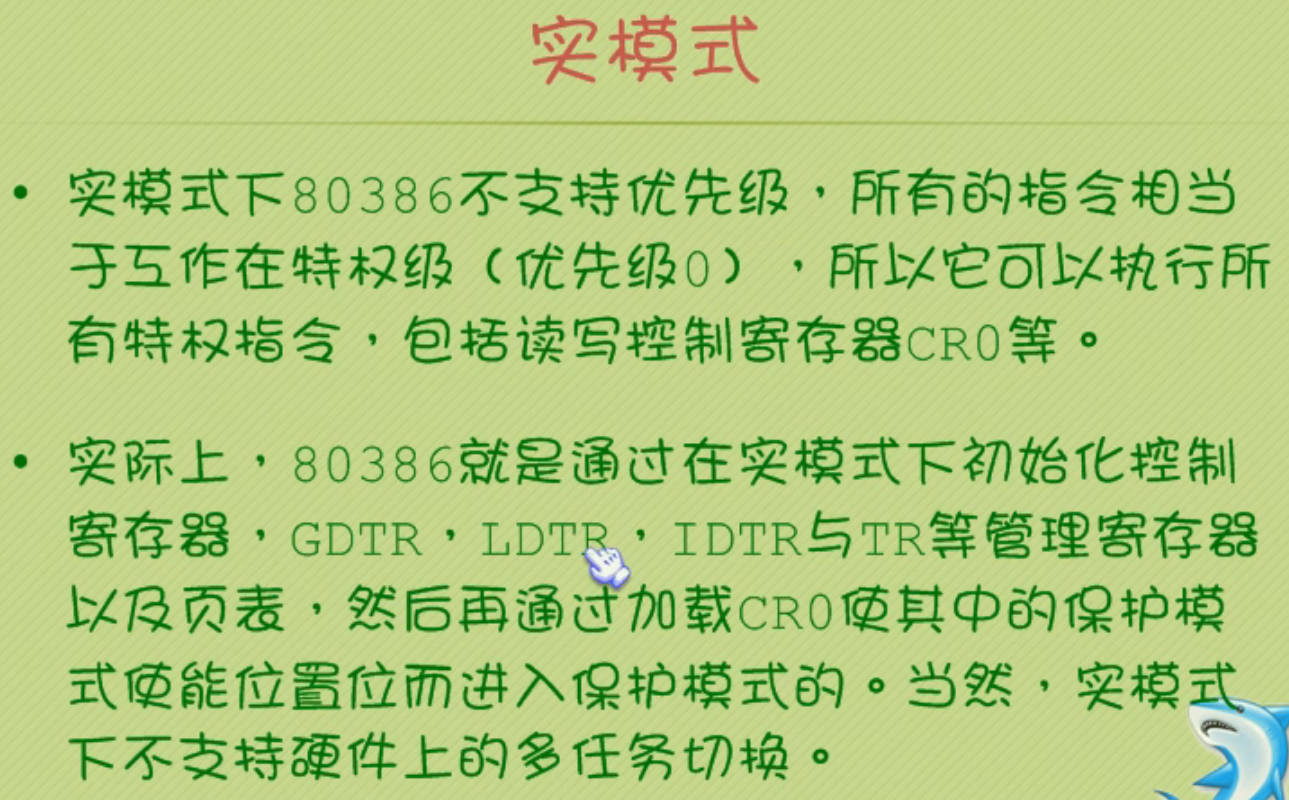 实模式
• 实模式下80386不支持优先级，所有的指令相当
于工作在特权级（优先级0），所以它可以执行所
有特权指令，包括读写控制寄存器CR0等。
• 实际上，80386就是通过在实模式下初始化控制
寄存器，GDTR，LDTR，IDTR与TR等管理寄存器
以及页表，然后再通过加载CR0使其中的保护模
式使能位置位而进入保护模式的。当然，实模式
下不支持硬件上的多任务切换。